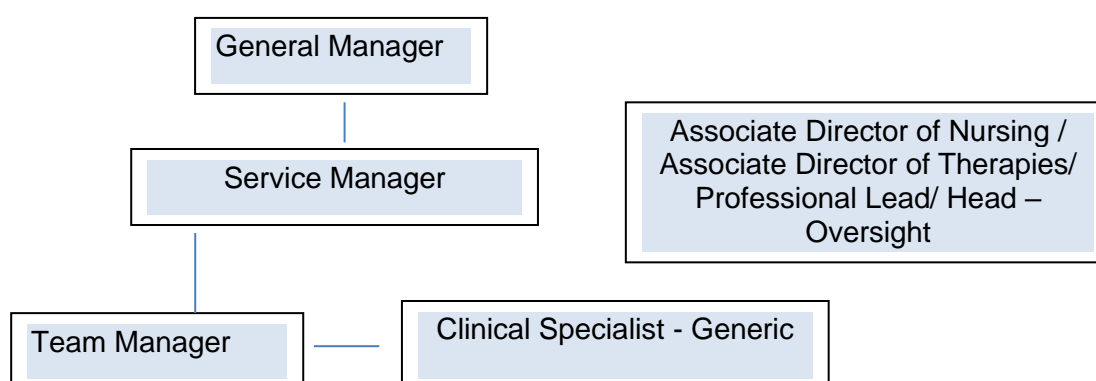 General Manager
Service Manager
Associate Director of Nursing /
Associate Director of Therapies/
Professional Lead/ Head –
Oversight
Team Manager
Clinical Specialist - Generic